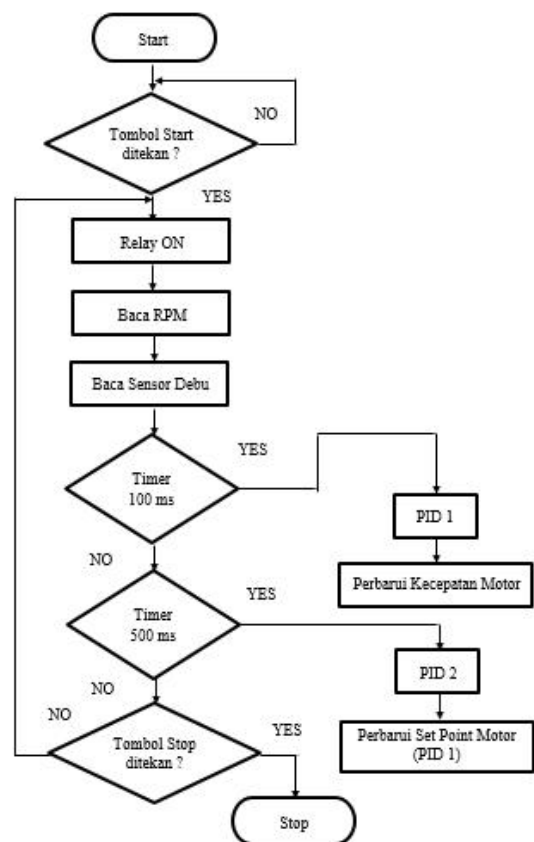 Start
NO
Tombol Start
ditekan ?
YES
Relay ON
Baca RPM
Baca Sensor Debu
YES
Timer
100 ms
PID 1
NO
Perbarui Kecepatan Motor
YES
Timer
500 ms
PID 2
NO
NO
YES
Tombol Stop
ditekan ?
Perbarui Set Point Motor
(PID 1)
Stop